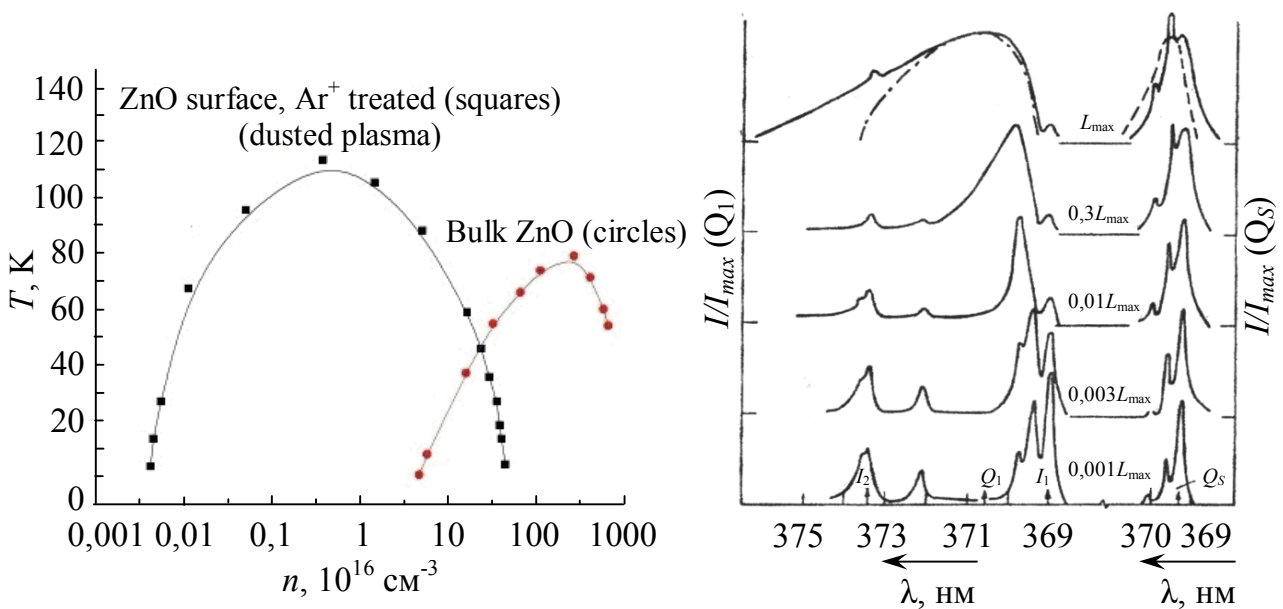 140
120
100
80
60
40
20
0
T, K
ZnO surface, Ar⁺ treated (squares)
(dusted plasma)
Bulk ZnO (circles)
0,001 0,01 0,1 1 10 100 1000
n, 10¹⁶ см⁻³
I/Imax (Q₁)
Lmax
0,3Lmax
0,01Lmax
0,003Lmax
0,001Lmax
I₂ Q₁ I₁ QS
I/Imax (QS)
375 373 371 369 370 369
λ, нм λ, нм